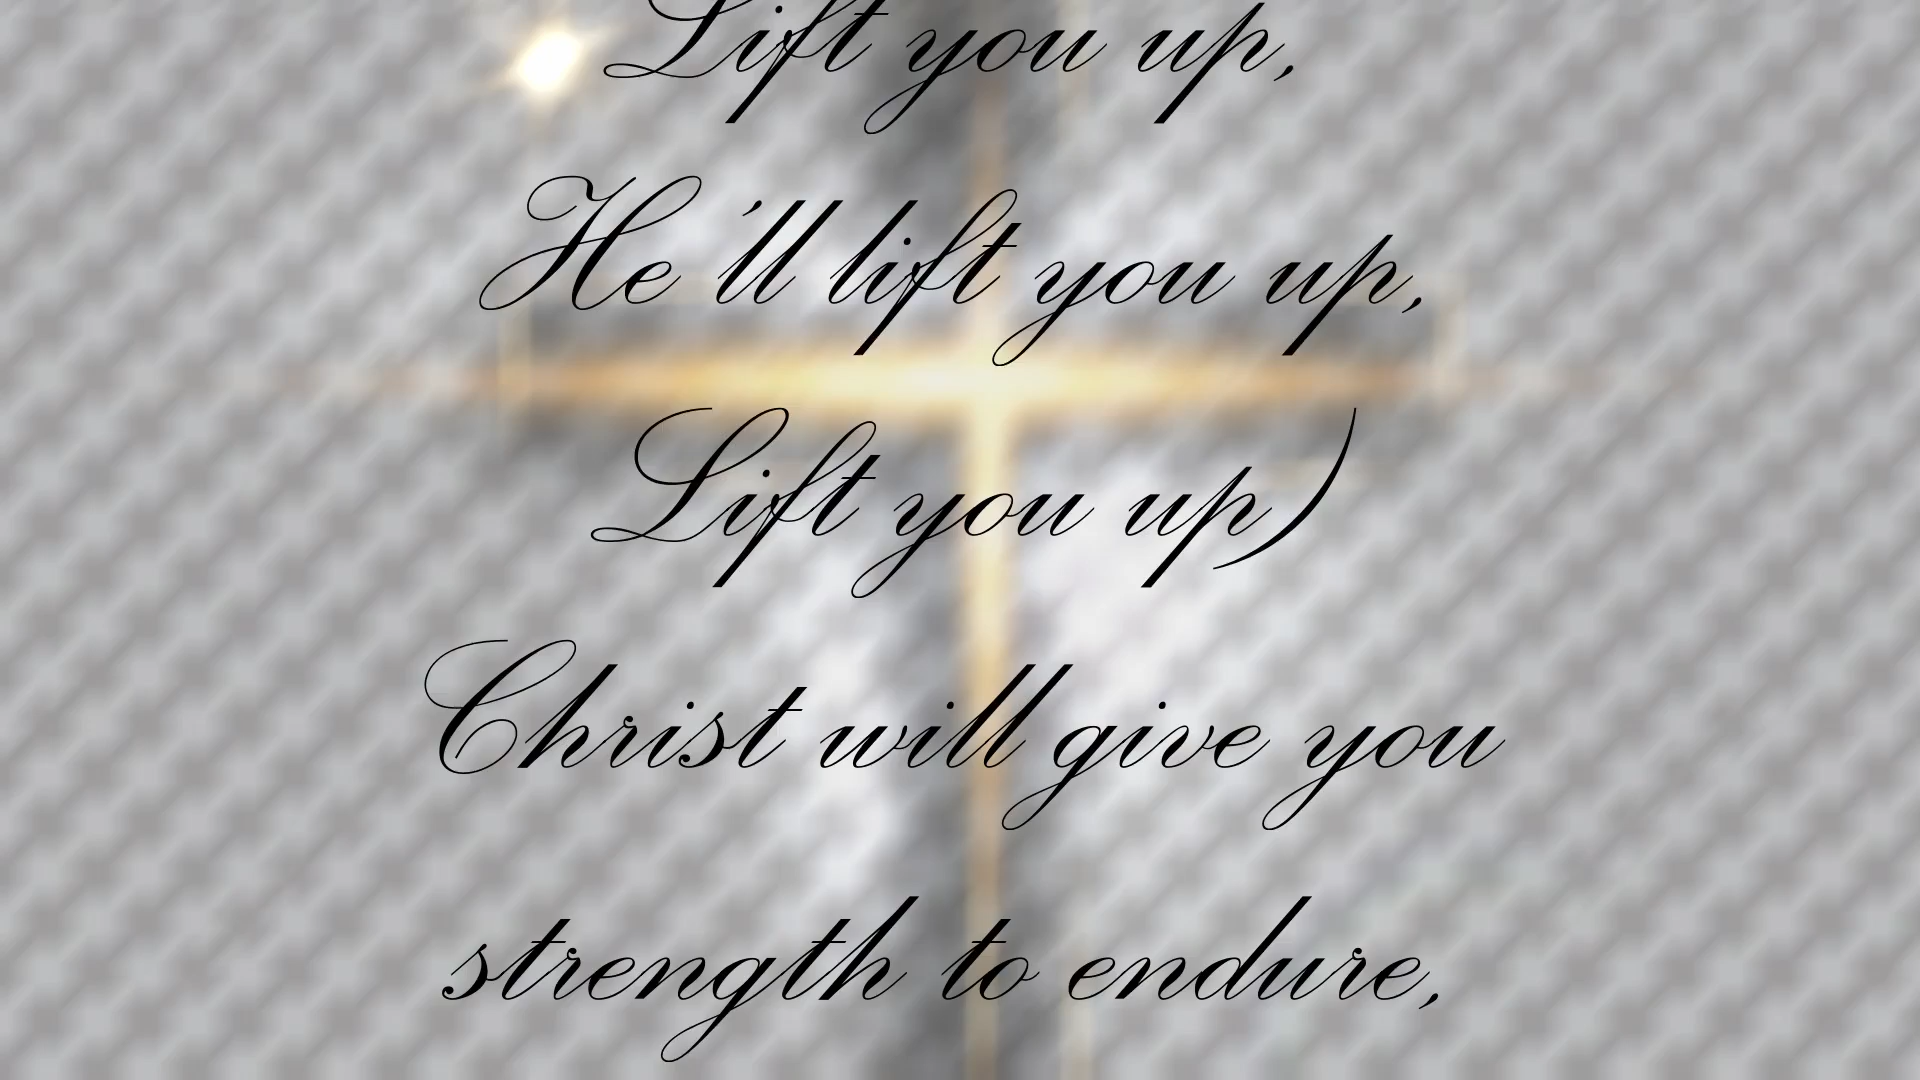 Lift you up,
He'll lift you up,
Lift you up)
Christ will give you
strength to endure,